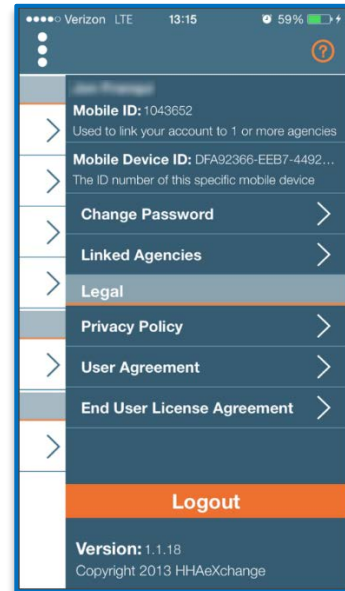 Verizon LTE 13:15 59%
?
Mobile ID: 1043652
Used to link your account to 1 or more agencies
Mobile Device ID: DFA92366-EEB7-4492...
The ID number of this specific mobile device
Change Password
Linked Agencies
Legal
Privacy Policy
User Agreement
End User License Agreement
Logout
Version: 1.1.18
Copyright 2013 HHAeXchange